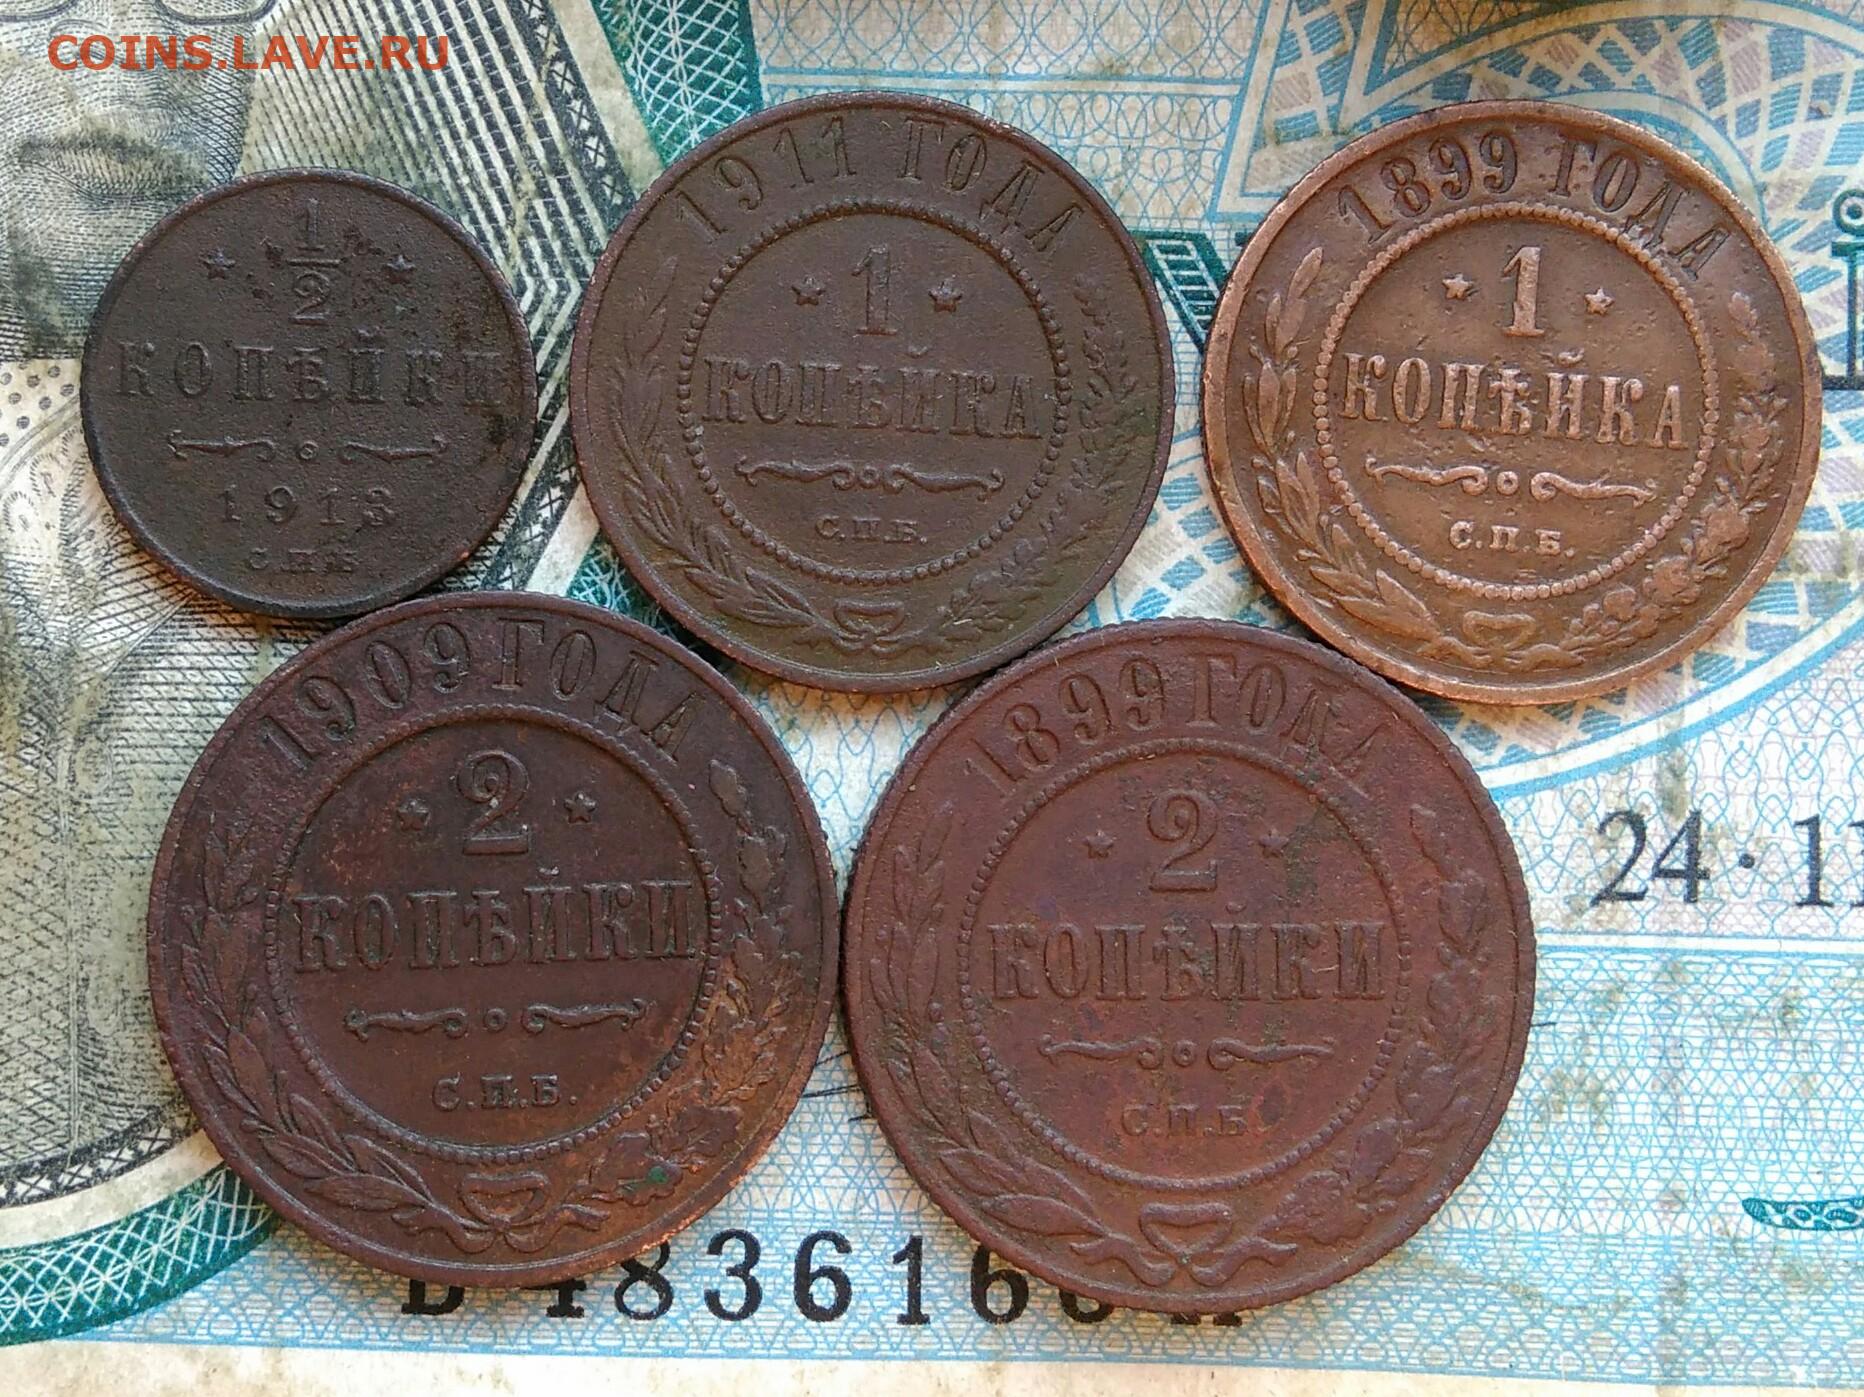 COINS.LAVE.RU
1/2
КОПѢЙКИ
1913
С.П.Б.
1911 ГОДА
1
КОПѢЙКА
С.П.Б.
1899 ГОДА
1
КОПѢЙКА
С.П.Б.
1909 ГОДА
2
КОПѢЙКИ
С.П.Б.
1899 ГОДА
2
КОПѢЙКИ
С.П.Б.
24·11
483616